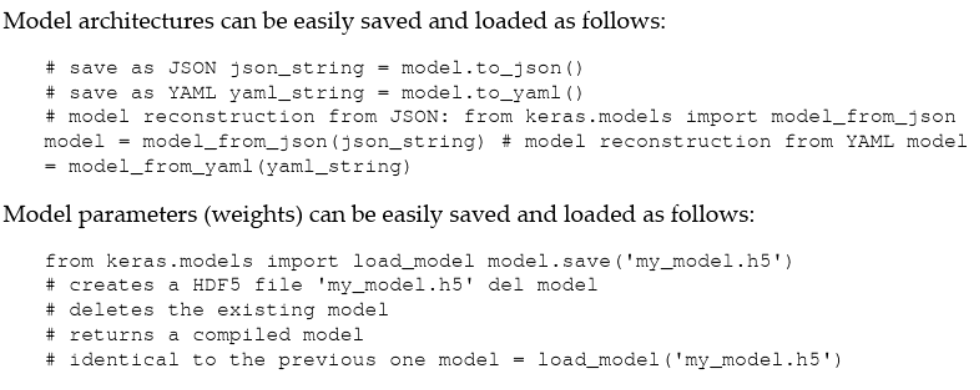 Model architectures can be easily saved and loaded as follows:
# save as JSON json_string = model.to_json()
# save as YAML yaml_string = model.to_yaml()
# model reconstruction from JSON: from keras.models import model_from_json
model = model_from_json(json_string) # model reconstruction from YAML model
= model_from_yaml(yaml_string)
Model parameters (weights) can be easily saved and loaded as follows:
from keras.models import load_model model.save('my_model.h5')
# creates a HDF5 file 'my_model.h5' del model
# deletes the existing model
# returns a compiled model
# identical to the previous one model = load_model('my_model.h5')